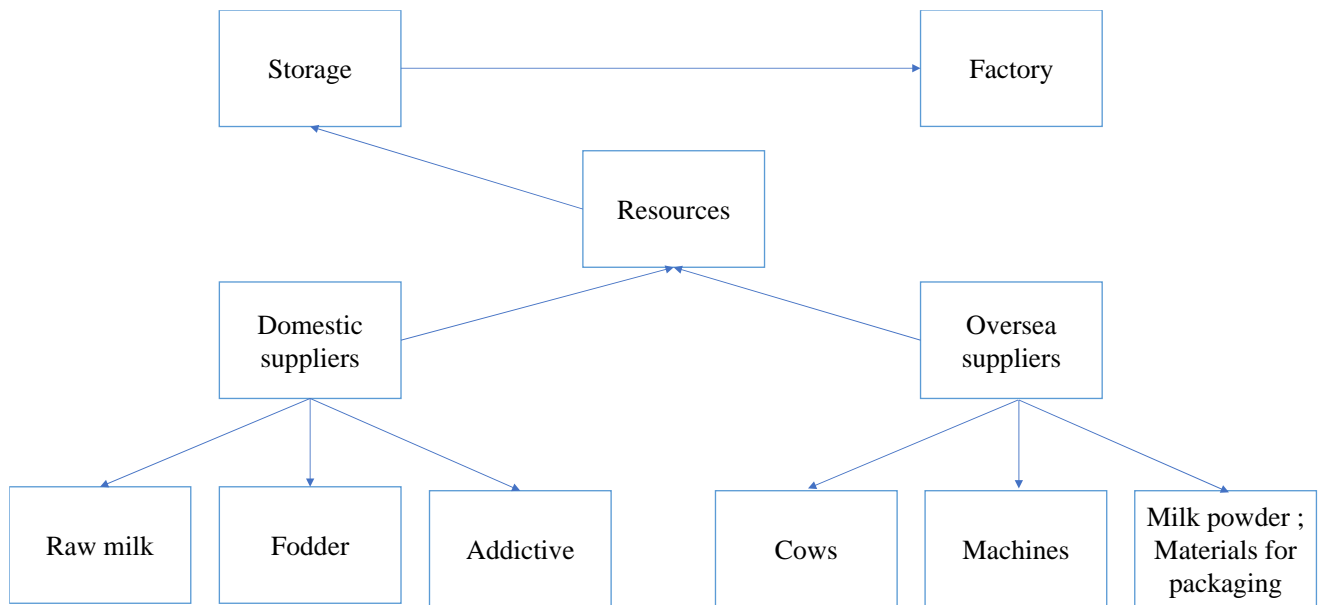 Storage
Factory
Resources
Domestic
suppliers
Oversea
suppliers
Raw milk
Fodder
Addictive
Cows
Machines
Milk powder ;
Materials for
packaging